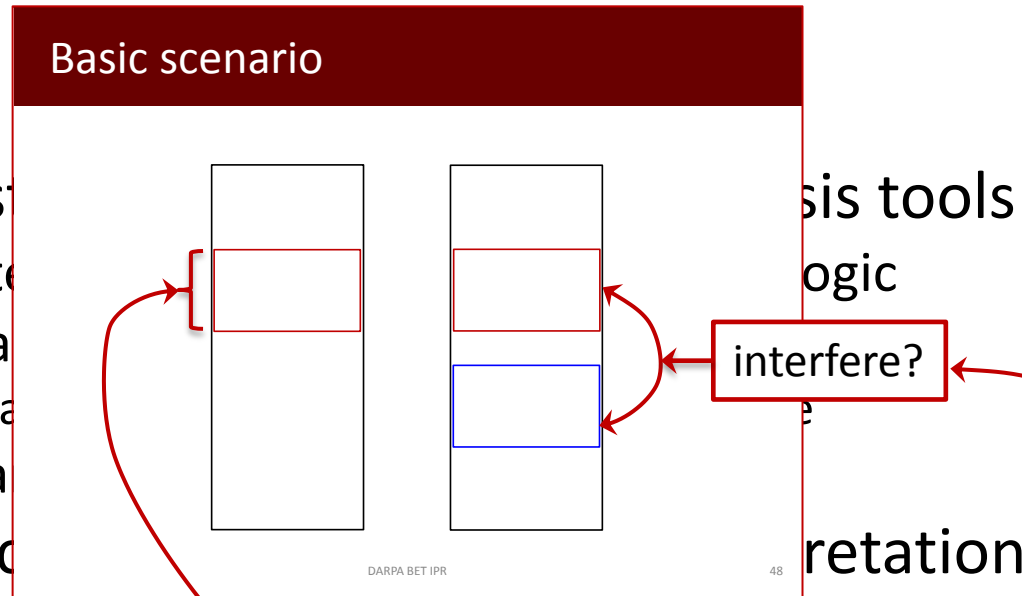 Basic scenario
sis tools
ogic
interfere?
retation
DARPA BET IPR
48